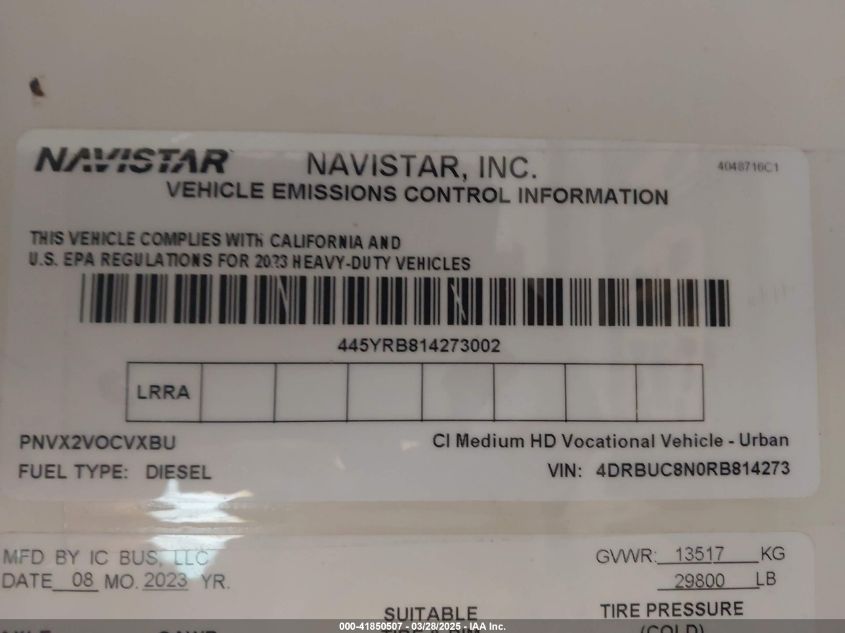 NAVISTAR NAVISTAR, INC. 4048716C1
VEHICLE EMISSIONS CONTROL INFORMATION
THIS VEHICLE COMPLIES WITH CALIFORNIA AND
U.S. EPA REGULATIONS FOR 2023 HEAVY-DUTY VEHICLES
445YRB814273002
LRRA
PNVX2VOCVXBU CI Medium HD Vocational Vehicle - Urban
FUEL TYPE: DIESEL VIN: 4DRBUC8N0RB814273
MFD BY IC BUS, LLC GVWR: 13517 KG
DATE 08 MO. 2023 YR. 29800 LB
SUITABLE TIRE PRESSURE
(COLD)
000-41850507 - 03/28/2025 - IAA Inc.